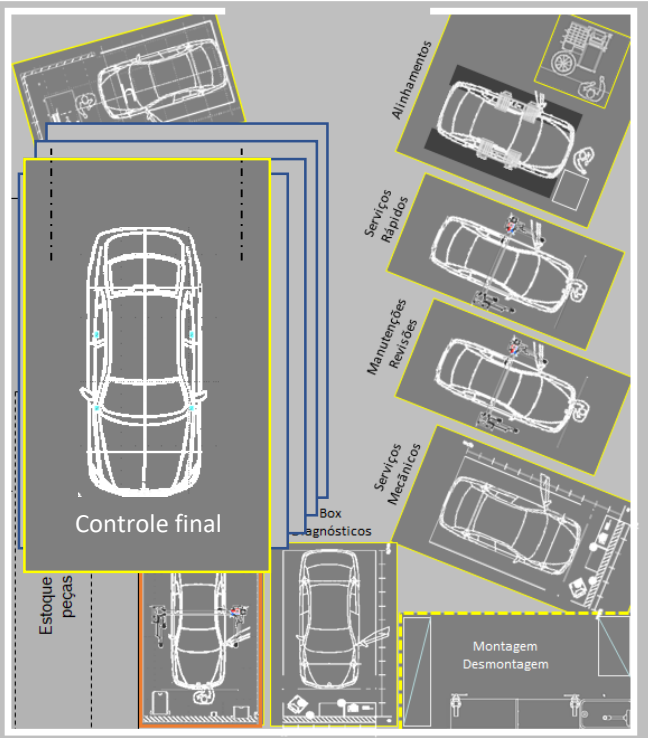 Alinhamentos
Serviços
Rápidos
Manutenções
Revisões
Serviços
Mecânicos
Controle final
Box
agnósticos
Estoque
peças
Montagem
Desmontagem